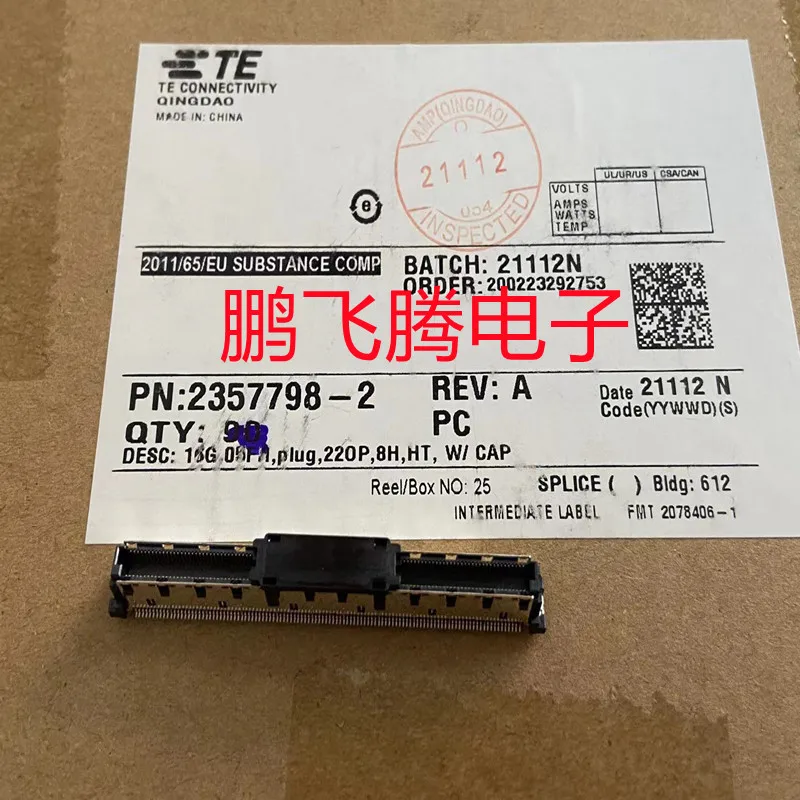 TE
TE CONNECTIVITY
QINGDAO
MADE IN: CHINA
AMP(QINGDAO)
21112
054
INSPECTED
e
UL/UR/US CSA/CAN
VOLTS
AMPS
WATTS
TEMP
2011/65/EU SUBSTANCE COMP
BATCH: 21112N
ORDER: 200223292753
鹏飞腾电子
PN:2357798-2
REV: A
Date 21112 N
Code(YYWWD)(S)
QTY:
PC
DESC: 16G,plug,220P,8H,HT, W/ CAP
Reel/Box NO: 25
SPLICE ( ) Bldg: 612
INTERMEDIATE LABEL FMT 2078406-1